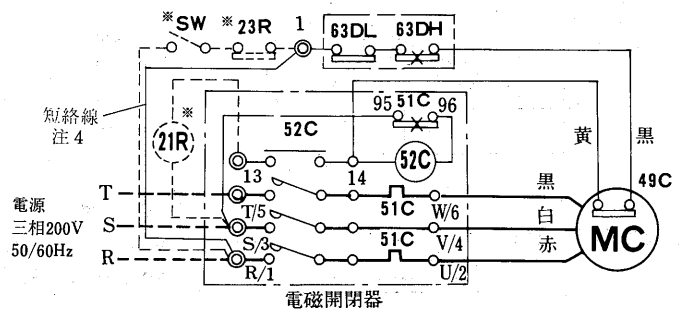 ※SW ※23R 1 63DL 63DH
95 51C 96
短絡線
注4
※
21R
52C
52C
黄 黒
13 14
49C
電源
三相200V
50/60Hz
T T/5 51C W/6 黒
S S/3 51C V/4 白
R R/1 U/2 赤
MC
電磁開閉器